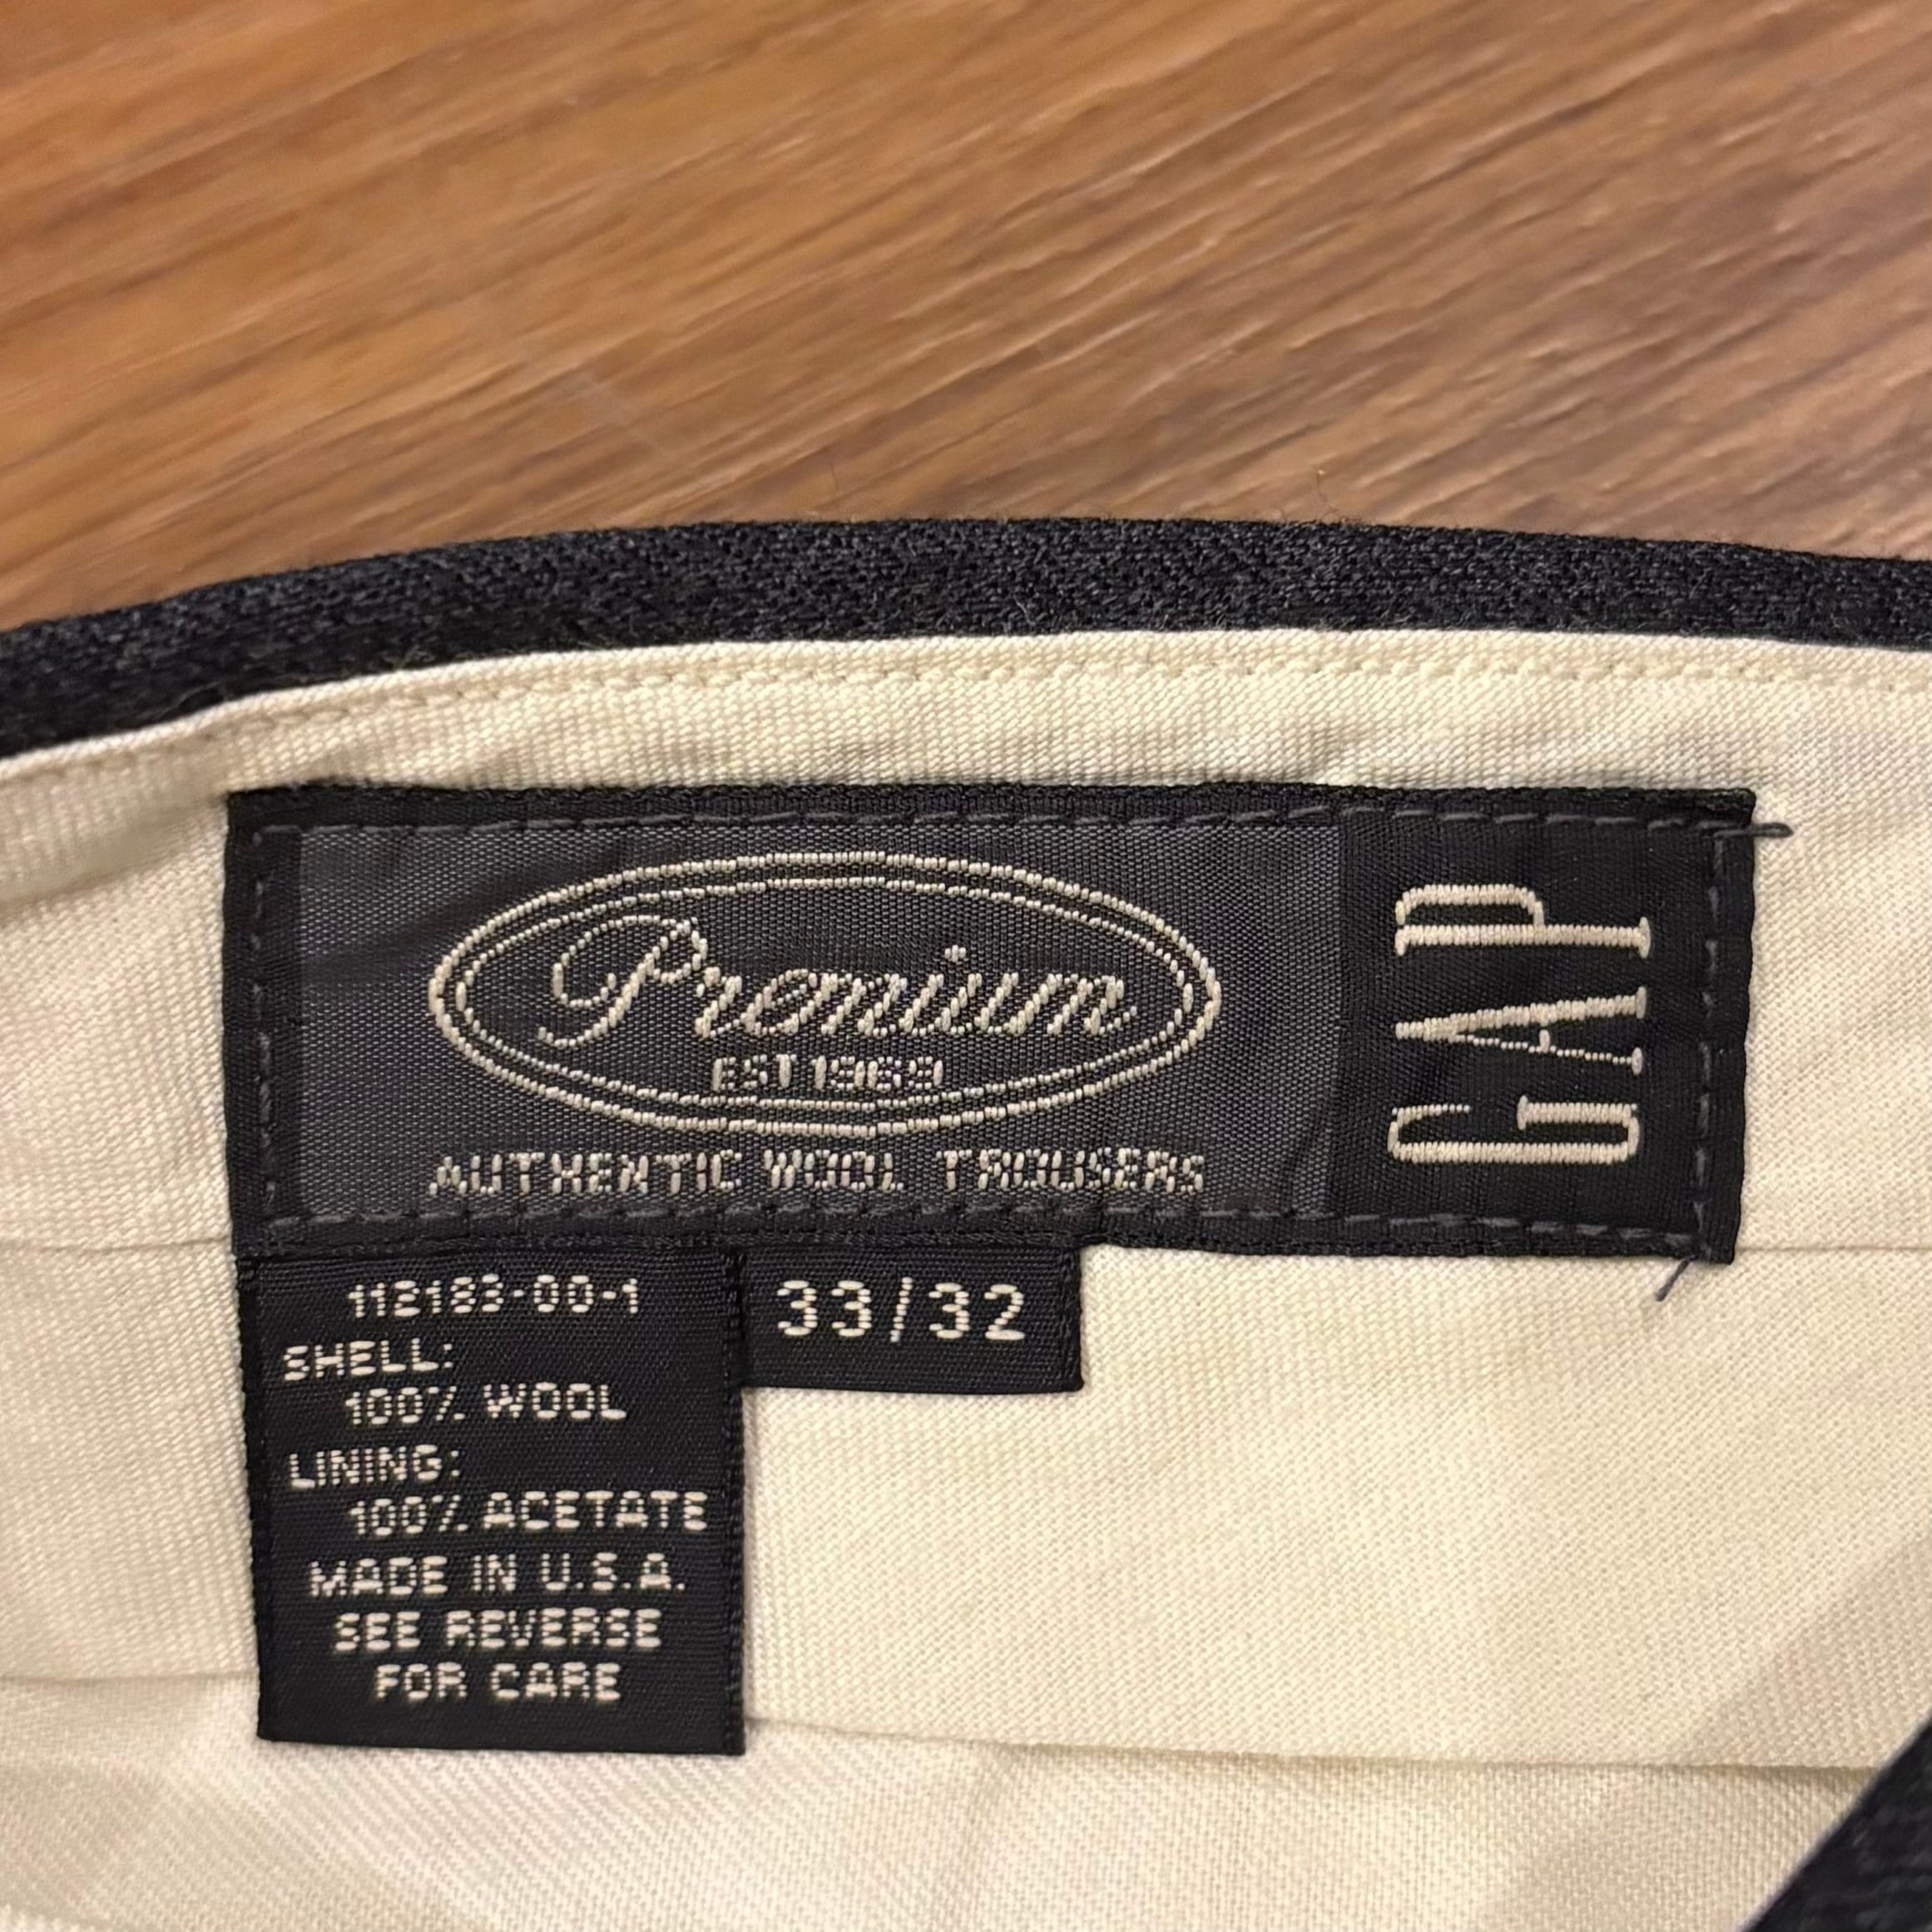 Premium
EST 1969
AUTHENTIC WOOL TROUSERS
GAP
112183-00-1
SHELL:
100% WOOL
LINING:
100% ACETATE
MADE IN U.S.A.
SEE REVERSE
FOR CARE
33/32